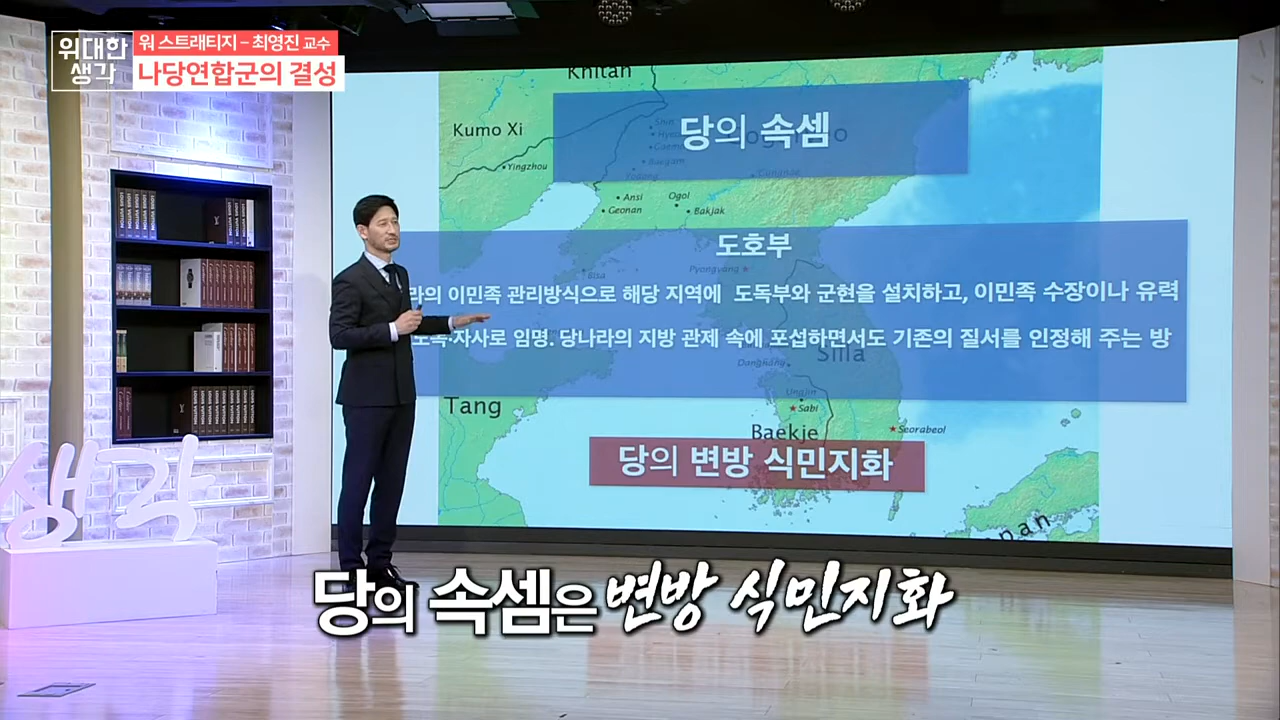 위대한
생각
워 스트래티지 – 최영진 교수
나당연합군의 결성
Khitan
당의 속셈
Kumo Xi
Yingzhou
Ansi
Ogol
Geonan
Bakjak
도호부
Pyongyang
Bisa
의 이민족 관리방식으로 해당 지역에 도독부와 군현을 설치하고, 이민족 수장이나 유력
자사로 임명. 당나라의 지방 관제 속에 포섭하면서도 기존의 질서를 인정해 주는 방
Silla
Danghang
Ungjin
Tang
Sabi
Baekje
Seorabeol
당의 변방 식민지화
생각
당의 속셈은 변방 식민지화